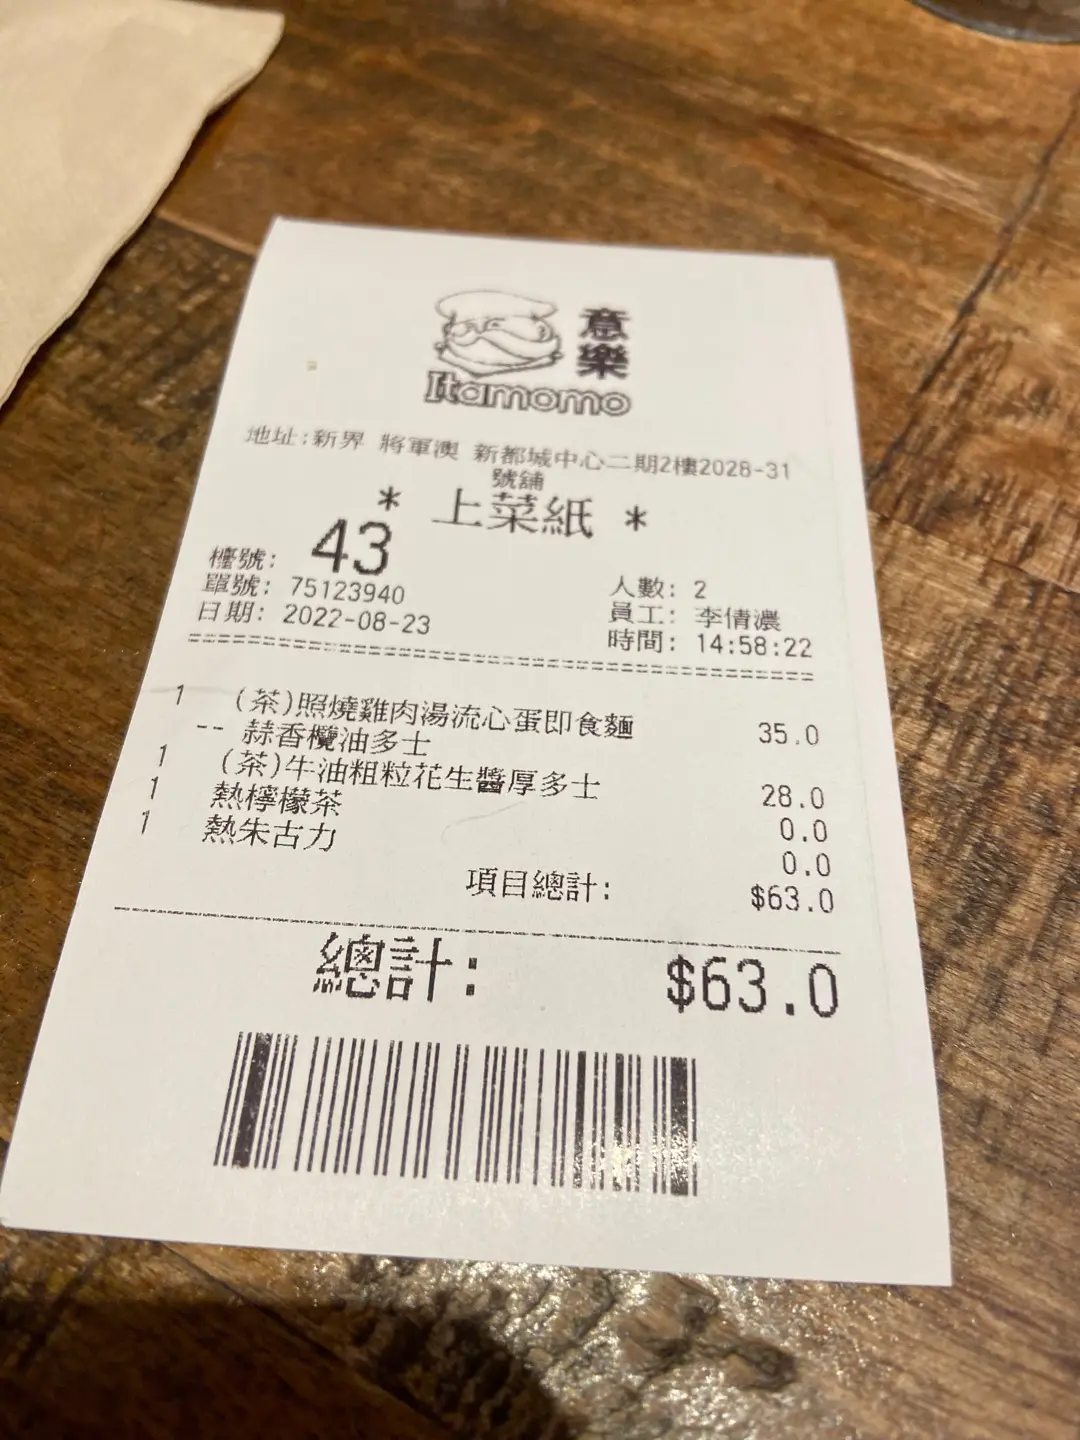 意樂
Itamomo
地址:新界 將軍澳 新都城中心二期2樓2028-31
號舖
* 上菜紙 *
檯號: 43
單號: 75123940 人數: 2
日期: 2022-08-23 員工: 李倩濃
時間: 14:58:22
1 (茶)照燒雞肉湯流心蛋即食麵 35.0
-- 蒜香欖油多士
1 (茶)牛油粗粒花生醬厚多士 28.0
1 熱檸檬茶 0.0
1 熱朱古力 0.0
項目總計: $63.0
總計: $63.0